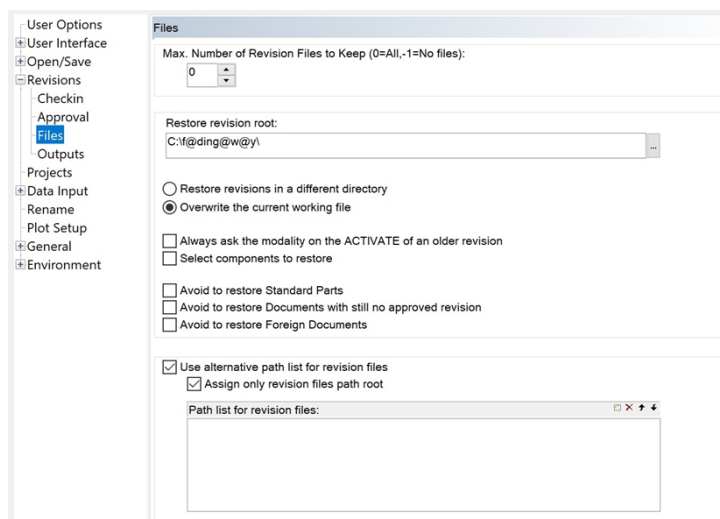 User Options
User Interface
Open/Save
Revisions
Checkin
Approval
Files
Outputs
Projects
Data Input
Rename
Plot Setup
General
Environment
Files
Max. Number of Revision Files to Keep (0=All,-1=No files):
0
Restore revision root:
C:\f@ding@w@y\
...
Restore revisions in a different directory
Overwrite the current working file
Always ask the modality on the ACTIVATE of an older revision
Select components to restore
Avoid to restore Standard Parts
Avoid to restore Documents with still no approved revision
Avoid to restore Foreign Documents
Use alternative path list for revision files
Assign only revision files path root
Path list for revision files: